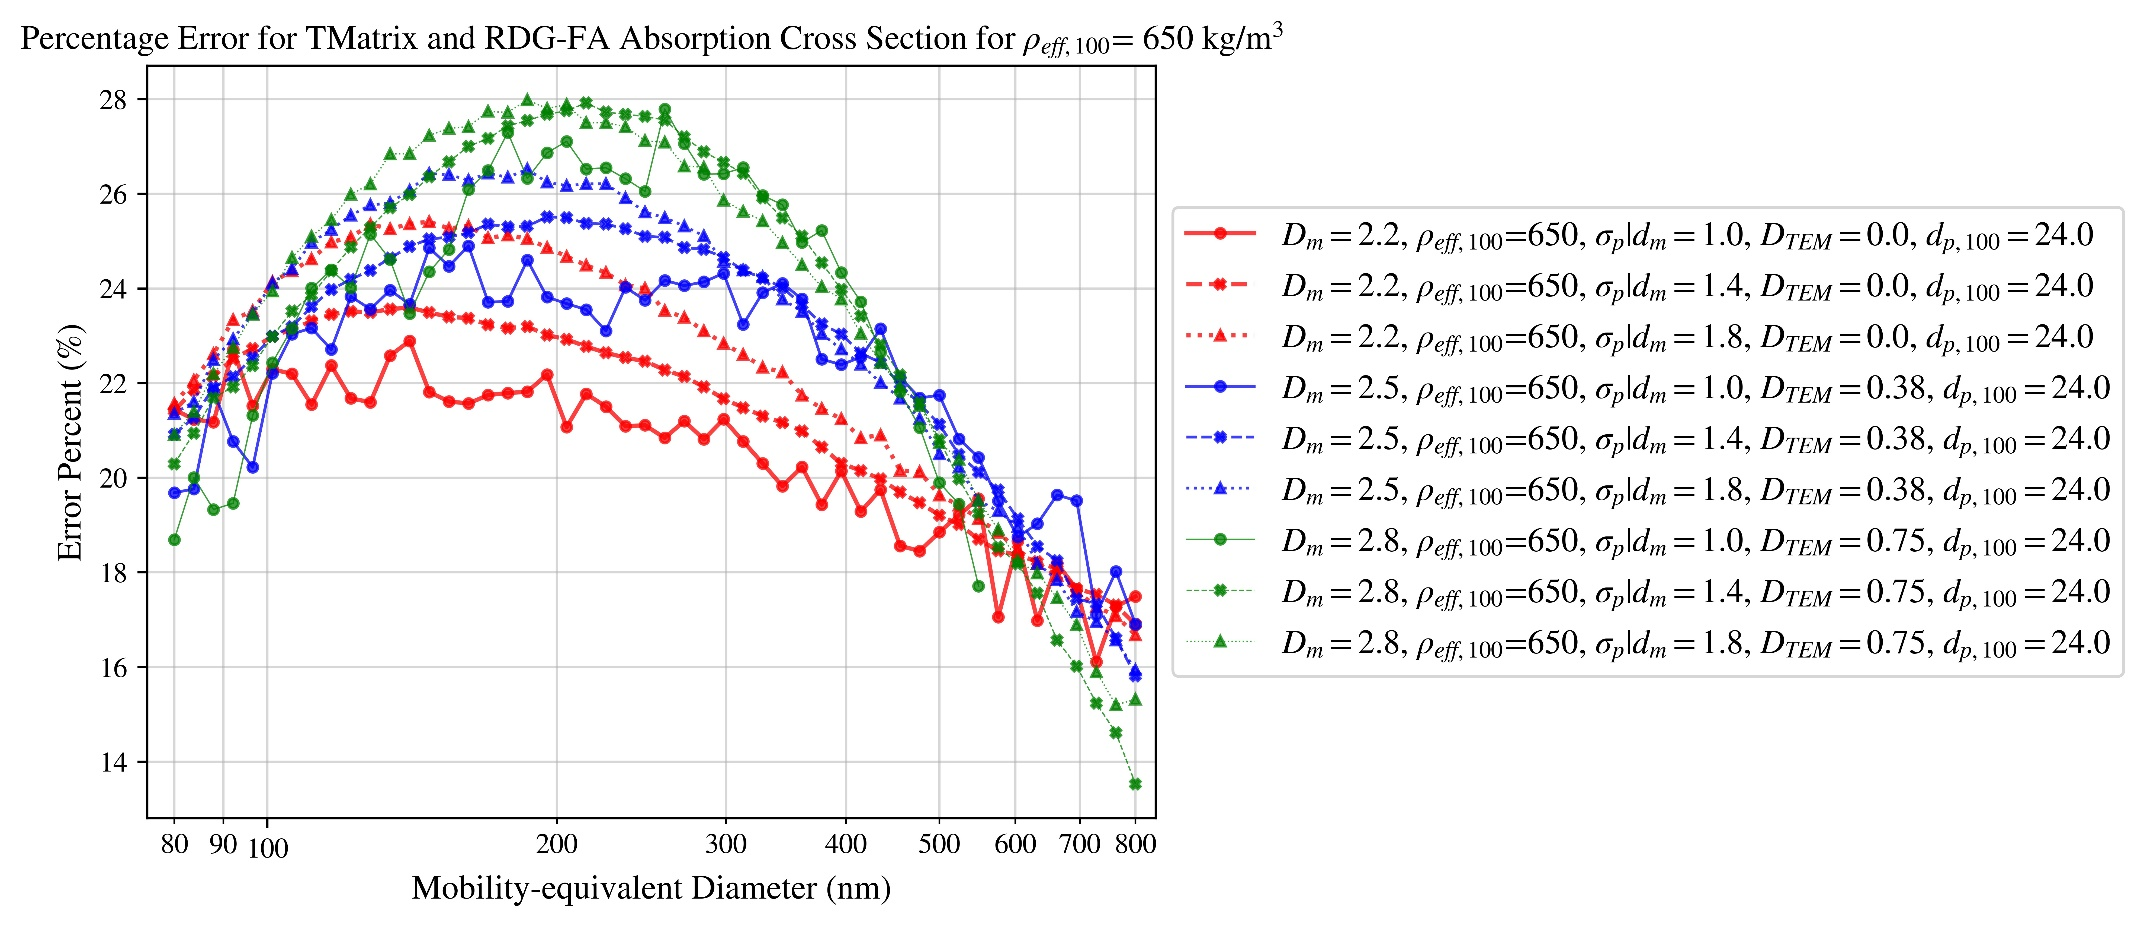 Percentage Error for TMatrix and RDG-FA Absorption Cross Section for ρeff,100= 650 kg/m³
Error Percent (%)
28
26
24
22
20
18
16
14
80 90 100 200 300 400 500 600 700 800
Mobility-equivalent Diameter (nm)
Dm = 2.2, ρeff,100=650, σp|dm = 1.0, DTEM = 0.0, dp,100 = 24.0
Dm = 2.2, ρeff,100=650, σp|dm = 1.4, DTEM = 0.0, dp,100 = 24.0
Dm = 2.2, ρeff,100=650, σp|dm = 1.8, DTEM = 0.0, dp,100 = 24.0
Dm = 2.5, ρeff,100=650, σp|dm = 1.0, DTEM = 0.38, dp,100 = 24.0
Dm = 2.5, ρeff,100=650, σp|dm = 1.4, DTEM = 0.38, dp,100 = 24.0
Dm = 2.5, ρeff,100=650, σp|dm = 1.8, DTEM = 0.38, dp,100 = 24.0
Dm = 2.8, ρeff,100=650, σp|dm = 1.0, DTEM = 0.75, dp,100 = 24.0
Dm = 2.8, ρeff,100=650, σp|dm = 1.4, DTEM = 0.75, dp,100 = 24.0
Dm = 2.8, ρeff,100=650, σp|dm = 1.8, DTEM = 0.75, dp,100 = 24.0